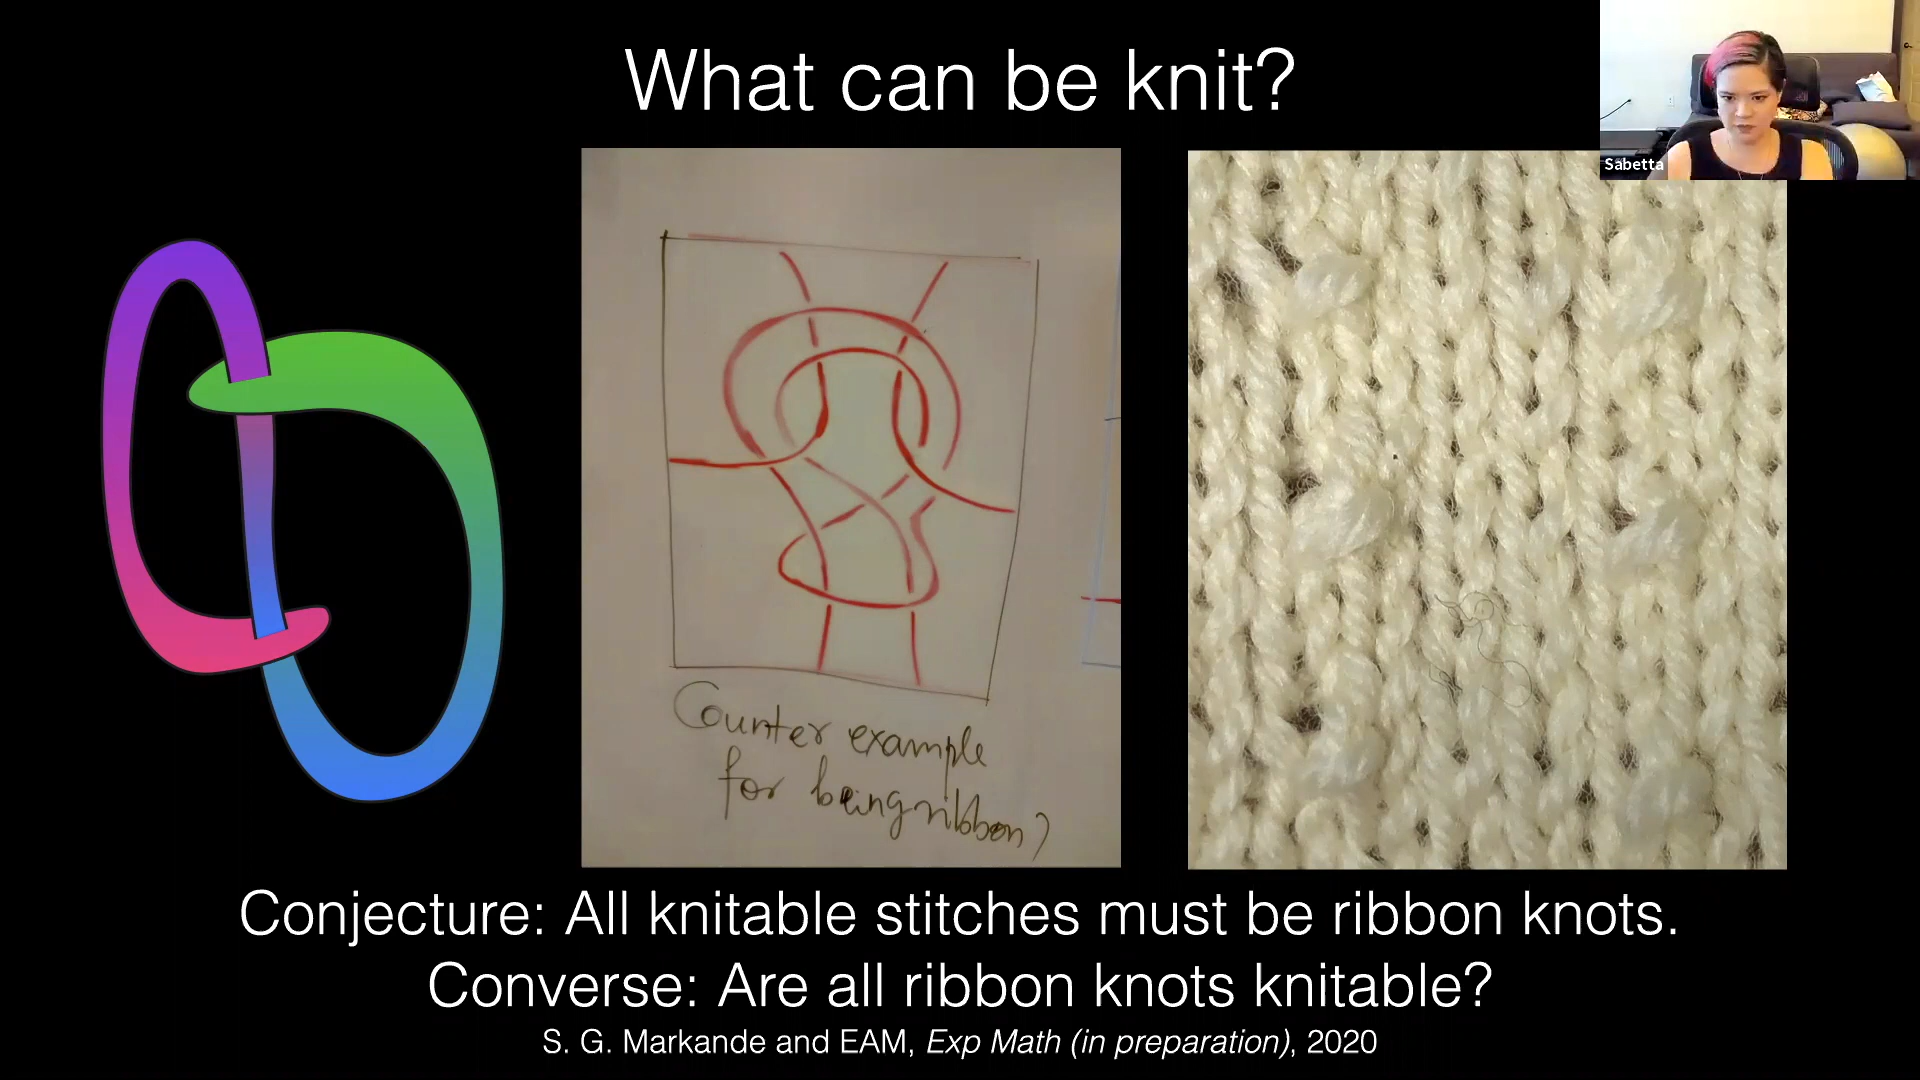 What can be knit?
Sabetta
Counter example
for being ribbon?
Conjecture: All knitable stitches must be ribbon knots.
Converse: Are all ribbon knots knitable?
S. G. Markande and EAM, Exp Math (in preparation), 2020